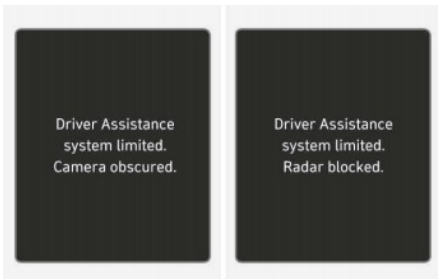 Driver Assistance
system limited.
Camera obscured.
Driver Assistance
system limited.
Radar blocked.